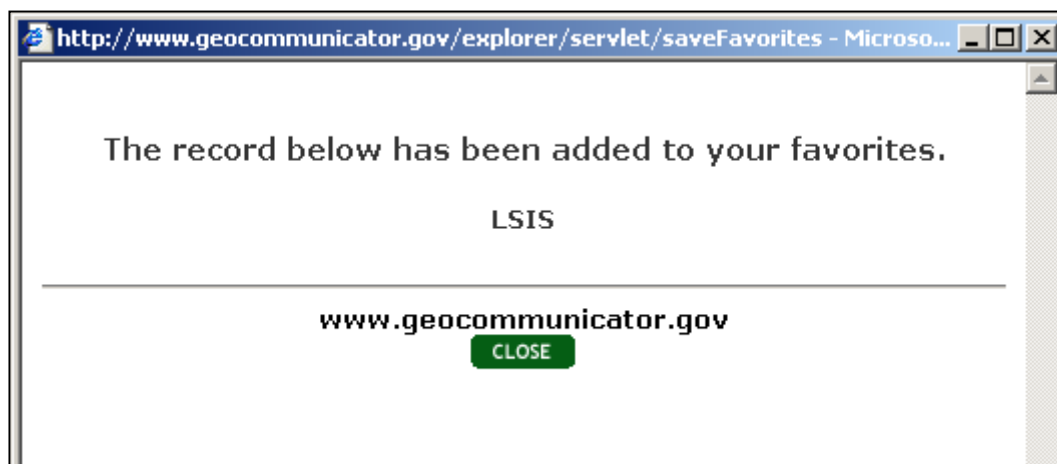 http://www.geocommunicator.gov/explorer/servlet/saveFavorites - Microso...
The record below has been added to your favorites.
LSIS
www.geocommunicator.gov
CLOSE